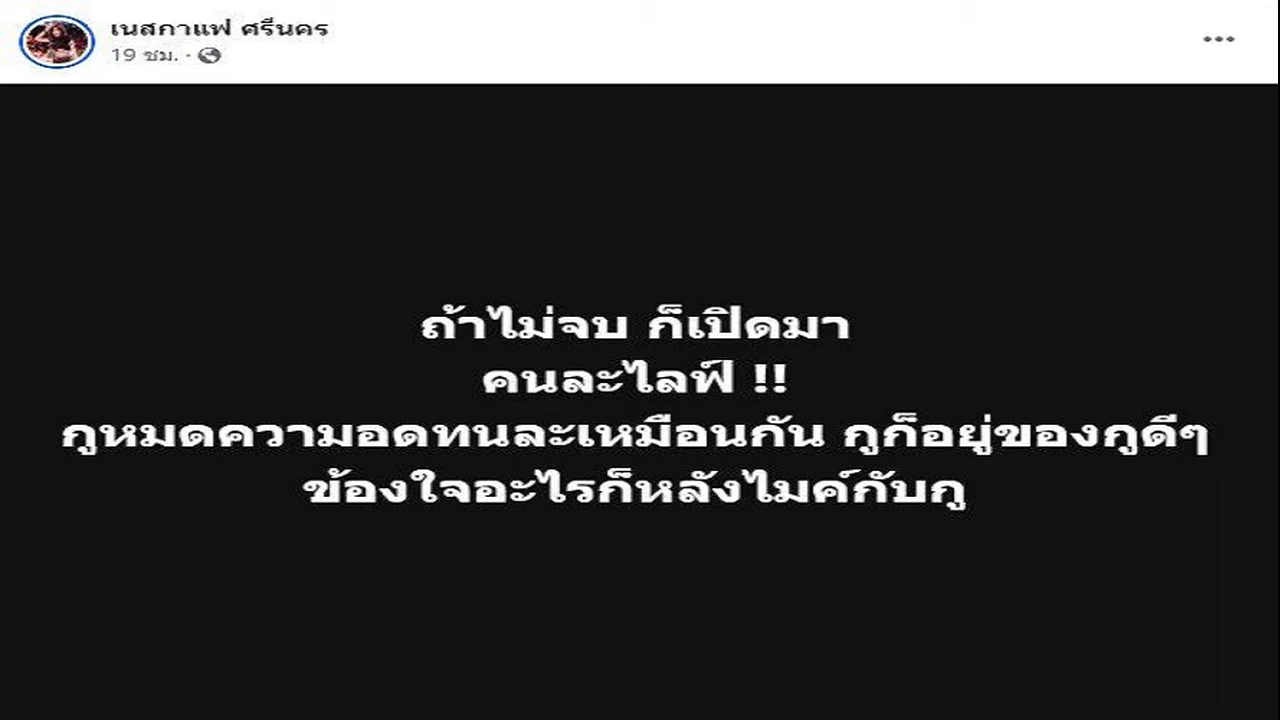 เนสกาแฟ ศรีนคร
19 ชม. ·
ถ้าไม่จบ ก็เปิดมา
คนละไลฟ์ !!
กูหมดความอดทนละเหมือนกัน กูก็อยู่ของกูดีๆ
ข้องใจอะไรก็หลังไมค์กับกู